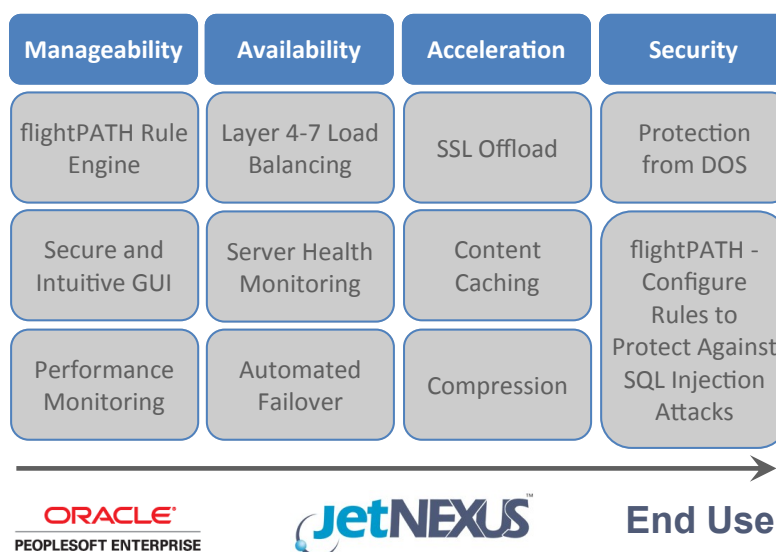 Manageability
Availability
Acceleration
Security
flightPATH Rule
Engine
Layer 4-7 Load
Balancing
SSL Offload
Protection
from DOS
Secure and
Intuitive GUI
Server Health
Monitoring
Content
Caching
flightPATH -
Configure
Rules to
Protect Against
SQL Injection
Attacks
Performance
Monitoring
Automated
Failover
Compression
ORACLE®
PEOPLESOFT ENTERPRISE
jetNEXUS™
End Use